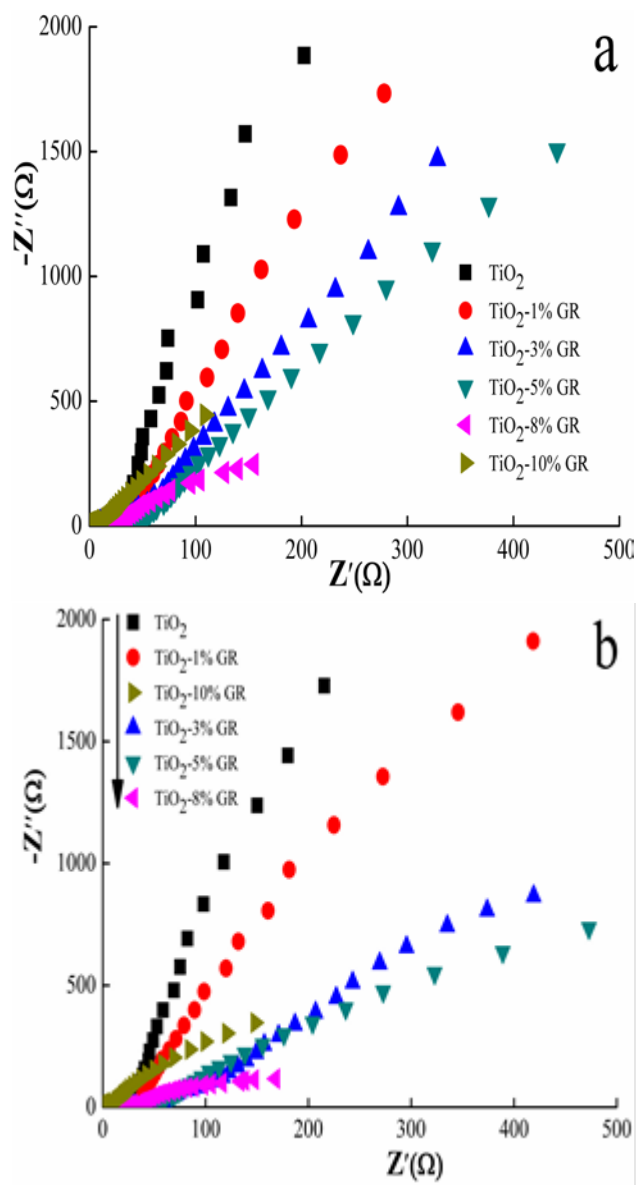 a
2000
1500
1000
500
0
-Z''(Ω)
TiO2
TiO2-1% GR
TiO2-3% GR
TiO2-5% GR
TiO2-8% GR
TiO2-10% GR
0 100 200 300 400 500
Z'(Ω)
b
2000
1500
1000
500
0
-Z''(Ω)
TiO2
TiO2-1% GR
TiO2-10% GR
TiO2-3% GR
TiO2-5% GR
TiO2-8% GR
0 100 200 300 400 500
Z'(Ω)